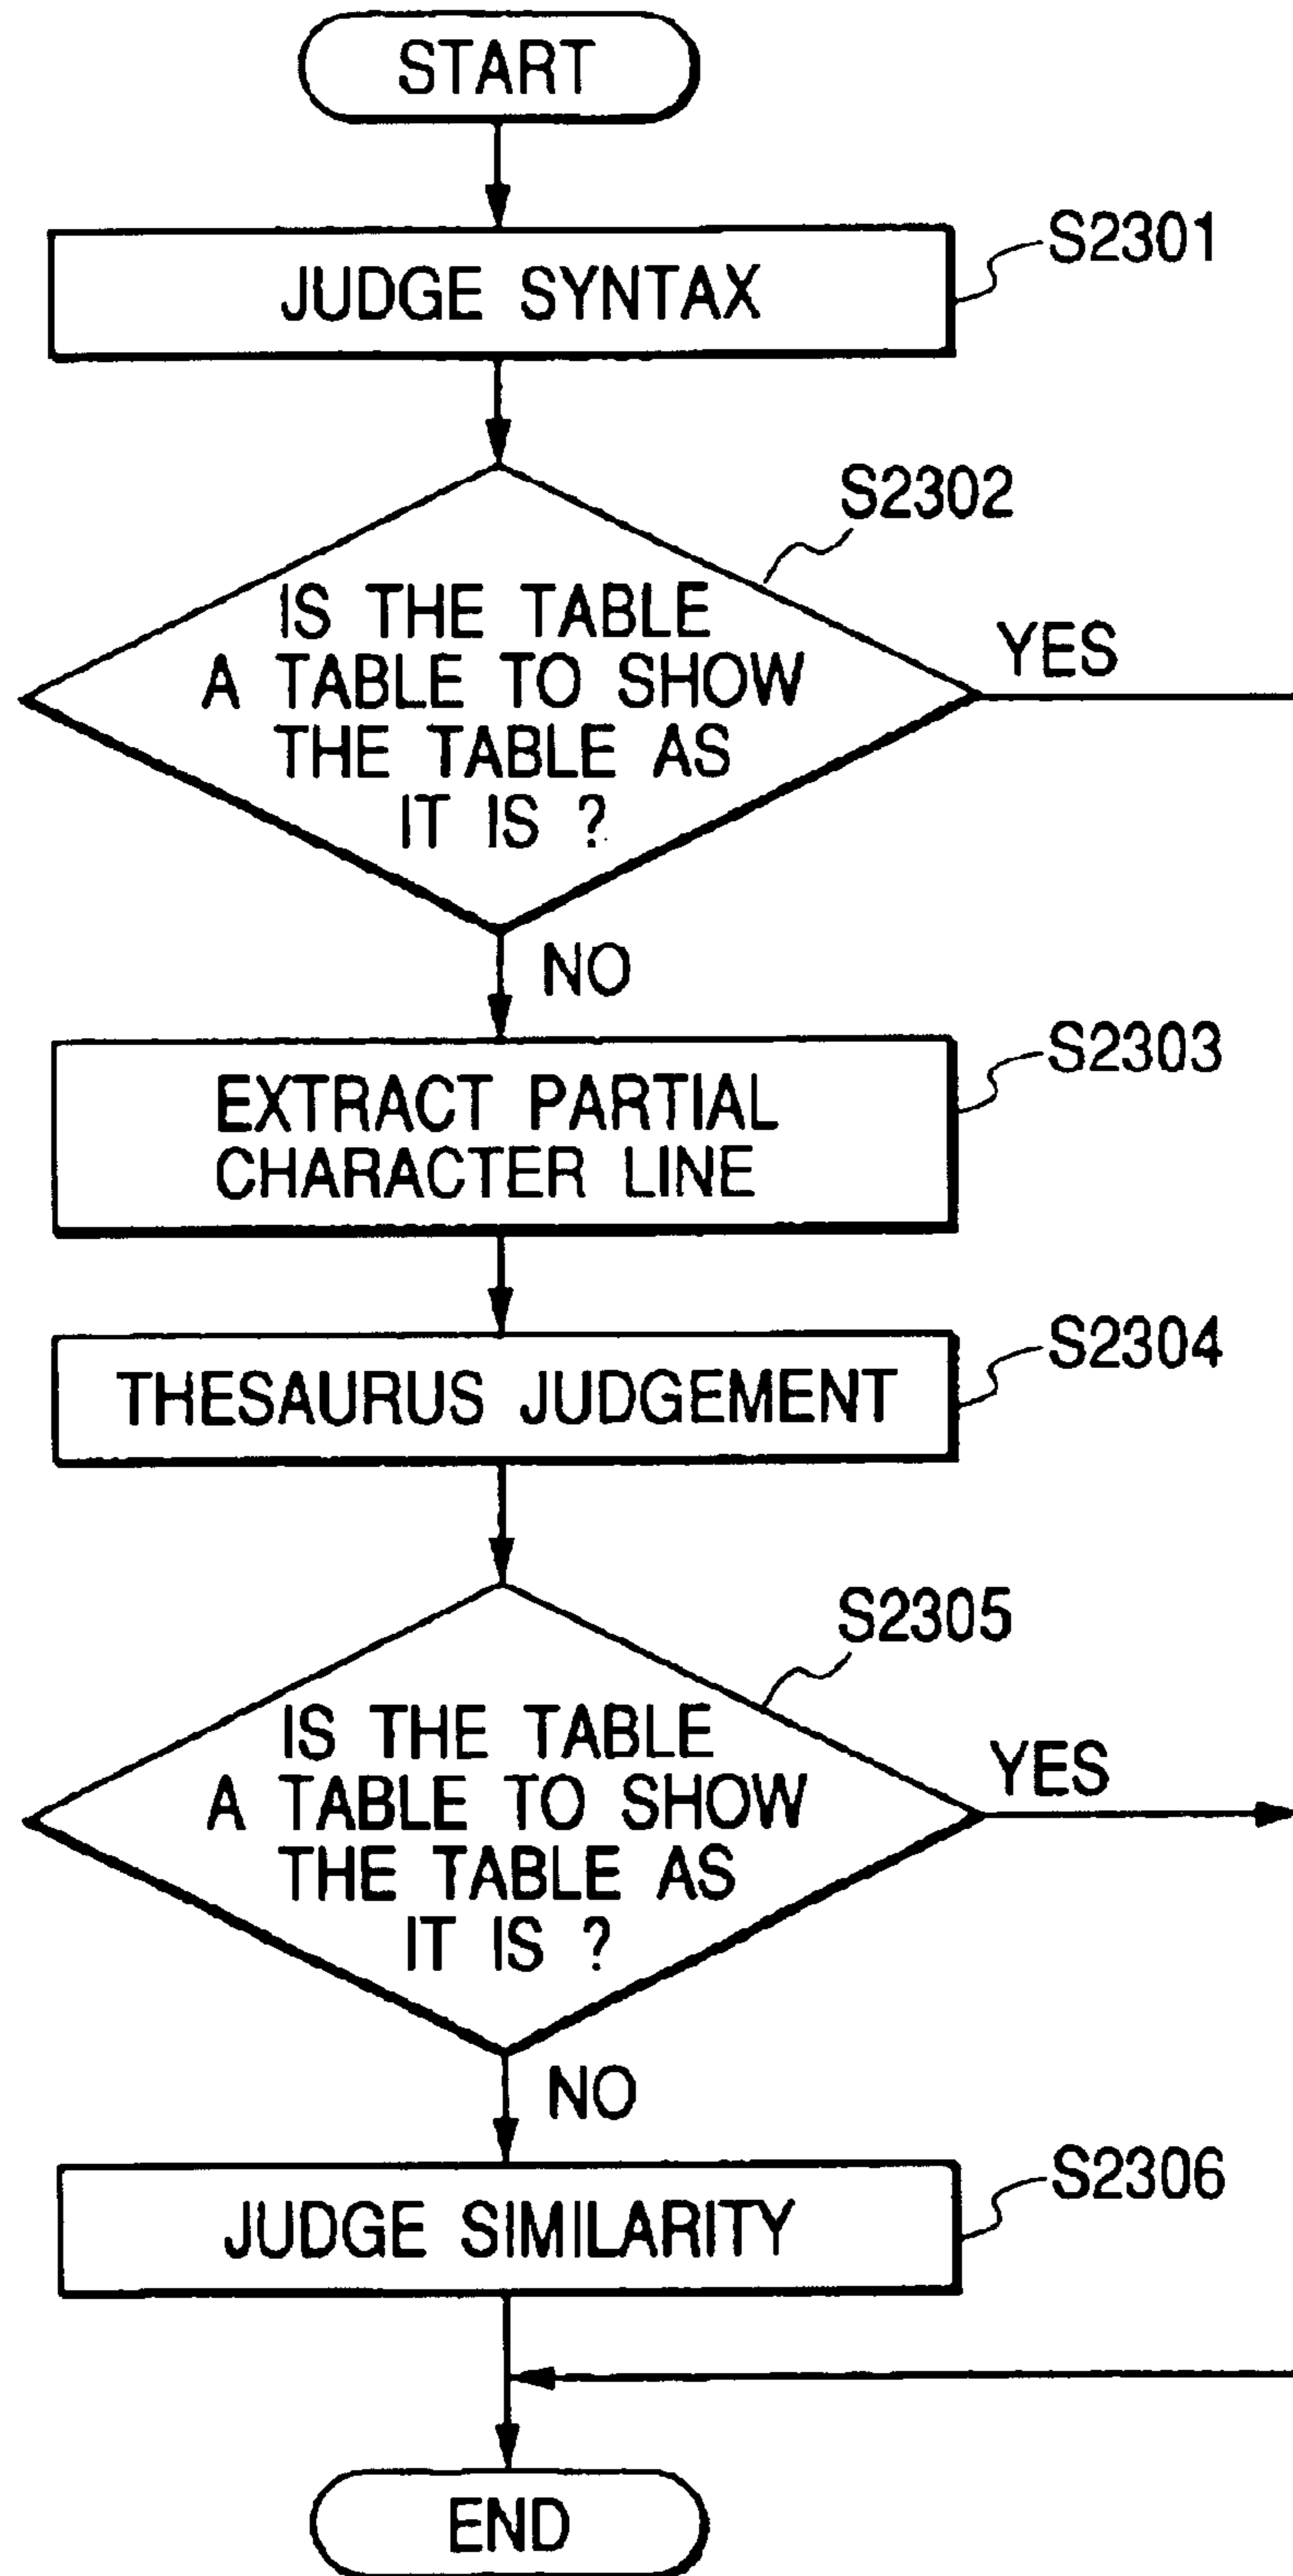 START
JUDGE SYNTAX
S2301
S2302
IS THE TABLE
A TABLE TO SHOW
THE TABLE AS
IT IS ?
YES
NO
EXTRACT PARTIAL
CHARACTER LINE
S2303
THESAURUS JUDGEMENT
S2304
S2305
IS THE TABLE
A TABLE TO SHOW
THE TABLE AS
IT IS ?
YES
NO
JUDGE SIMILARITY
S2306
END